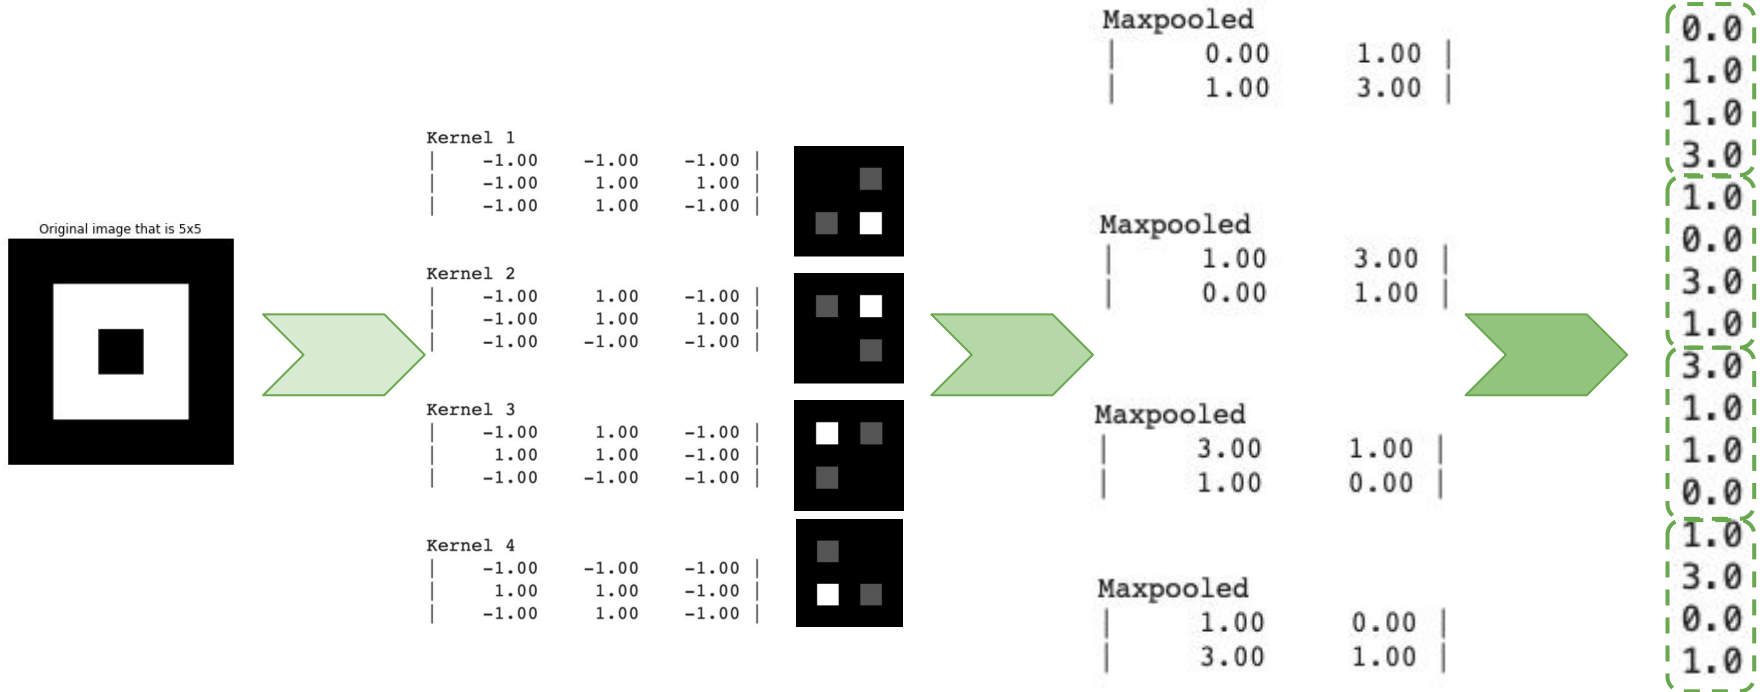 Original image that is 5x5
Kernel 1
| -1.00 -1.00 -1.00 |
| -1.00 1.00 1.00 |
| -1.00 1.00 -1.00 |
Kernel 2
| -1.00 1.00 -1.00 |
| -1.00 1.00 1.00 |
| -1.00 -1.00 -1.00 |
Kernel 3
| -1.00 1.00 -1.00 |
| 1.00 1.00 -1.00 |
| -1.00 -1.00 -1.00 |
Kernel 4
| -1.00 -1.00 -1.00 |
| 1.00 1.00 -1.00 |
| -1.00 1.00 -1.00 |
Maxpooled
| 0.00 1.00 |
| 1.00 3.00 |
Maxpooled
| 1.00 3.00 |
| 0.00 1.00 |
Maxpooled
| 3.00 1.00 |
| 1.00 0.00 |
Maxpooled
| 1.00 0.00 |
| 3.00 1.00 |
0.0
1.0
1.0
3.0
1.0
0.0
3.0
1.0
3.0
1.0
1.0
0.0
1.0
3.0
0.0
1.0